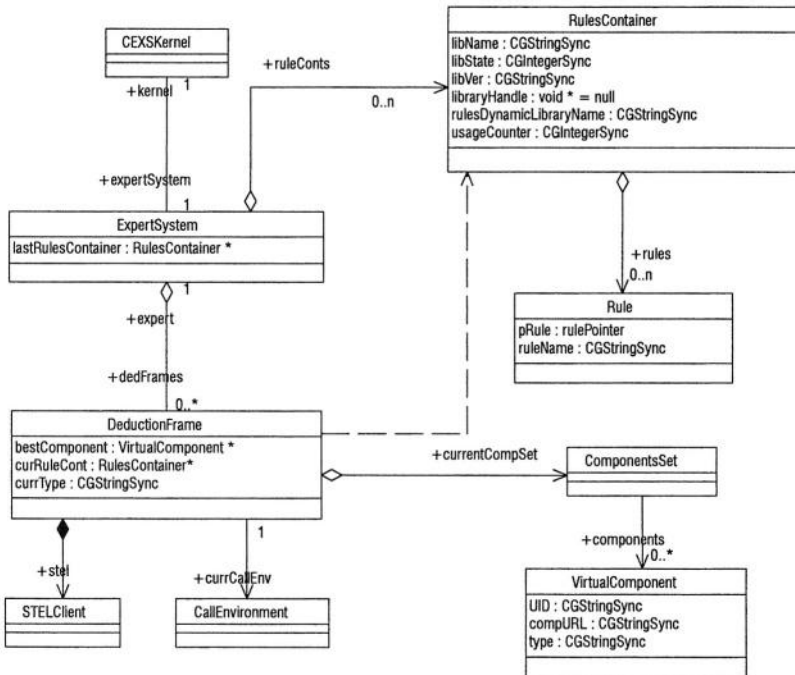 CEXSKernel
1
+kernel
+ruleConts
0..n
RulesContainer
libName : CGStringSync
libState : CGIntegerSync
libVer : CGStringSync
libraryHandle : void * = null
rulesDynamicLibraryName : CGStringSync
usageCounter : CGIntegerSync
+expertSystem
1
ExpertSystem
lastRulesContainer : RulesContainer *
1
+expert
+rules
0..n
Rule
pRule : rulePointer
ruleName : CGStringSync
+dedFrames
0..*
DeductionFrame
bestComponent : VirtualComponent *
curRuleCont : RulesContainer*
currType : CGStringSync
+currentCompSet
ComponentsSet
1
+stel
+currCallEnv
+components
0..*
STELClient
CallEnvironment
VirtualComponent
UID : CGStringSync
compURL : CGStringSync
type : CGStringSync